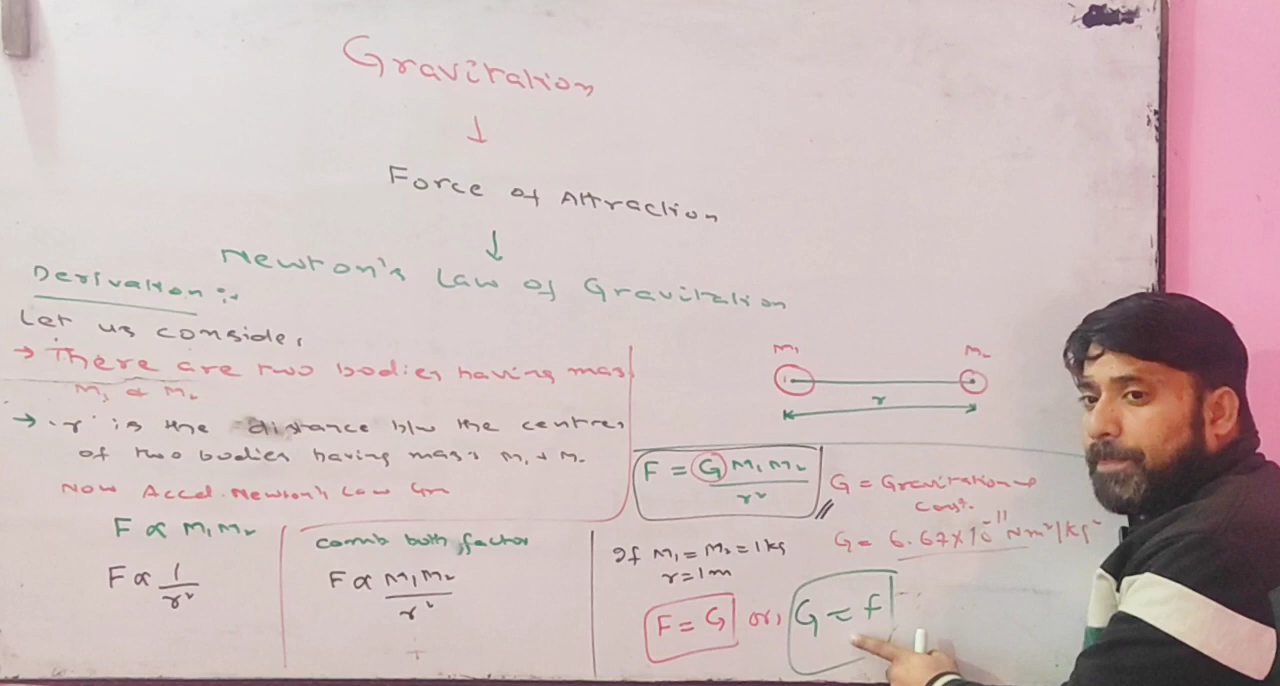 Gravitation
↓
Force of Attraction
↓
Newton's Law of Gravitation
Derivation :-
Let us consider,
→ There are two bodies having mass
M₁ & M₂
→ 'r' is the distance b/w the centres
of two bodies having mass M₁ & M₂
Now Accd. Newton's Law Gra
F ∝ M₁M₂
F ∝ 1/r²
comb both factor
F ∝ M₁M₂/r²
M₁ M₂
r
F = G M₁M₂/r²
G = Gravitation
const.
G = 6.67×10⁻¹¹ Nm²/kg²
If M₁ = M₂ = 1kg
r = 1m
F = G or, G = F